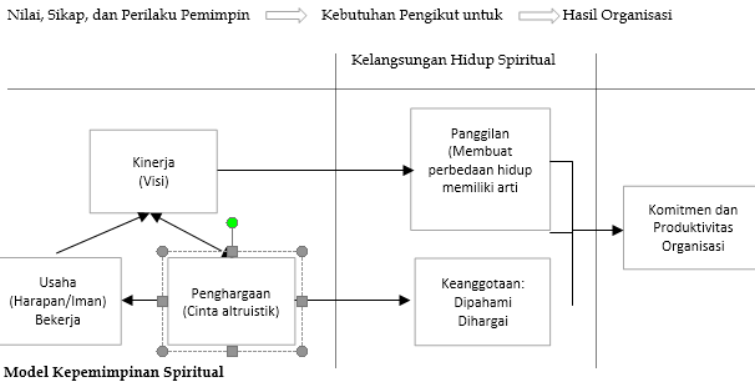 Nilai, Sikap, dan Perilaku Pemimpin
Kebutuhan Pengikut untuk
Hasil Organisasi
Kelangsungan Hidup Spiritual
Kinerja
(Visi)
Panggilan
(Membuat
perbedaan hidup
memiliki arti
Komitmen dan
Produktivitas
Organisasi
Usaha
(Harapan/Iman)
Bekerja
Penghargaan
(Cinta altruistik)
Keanggotaan:
Dipahami
Dihargai
Model Kepemimpinan Spiritual